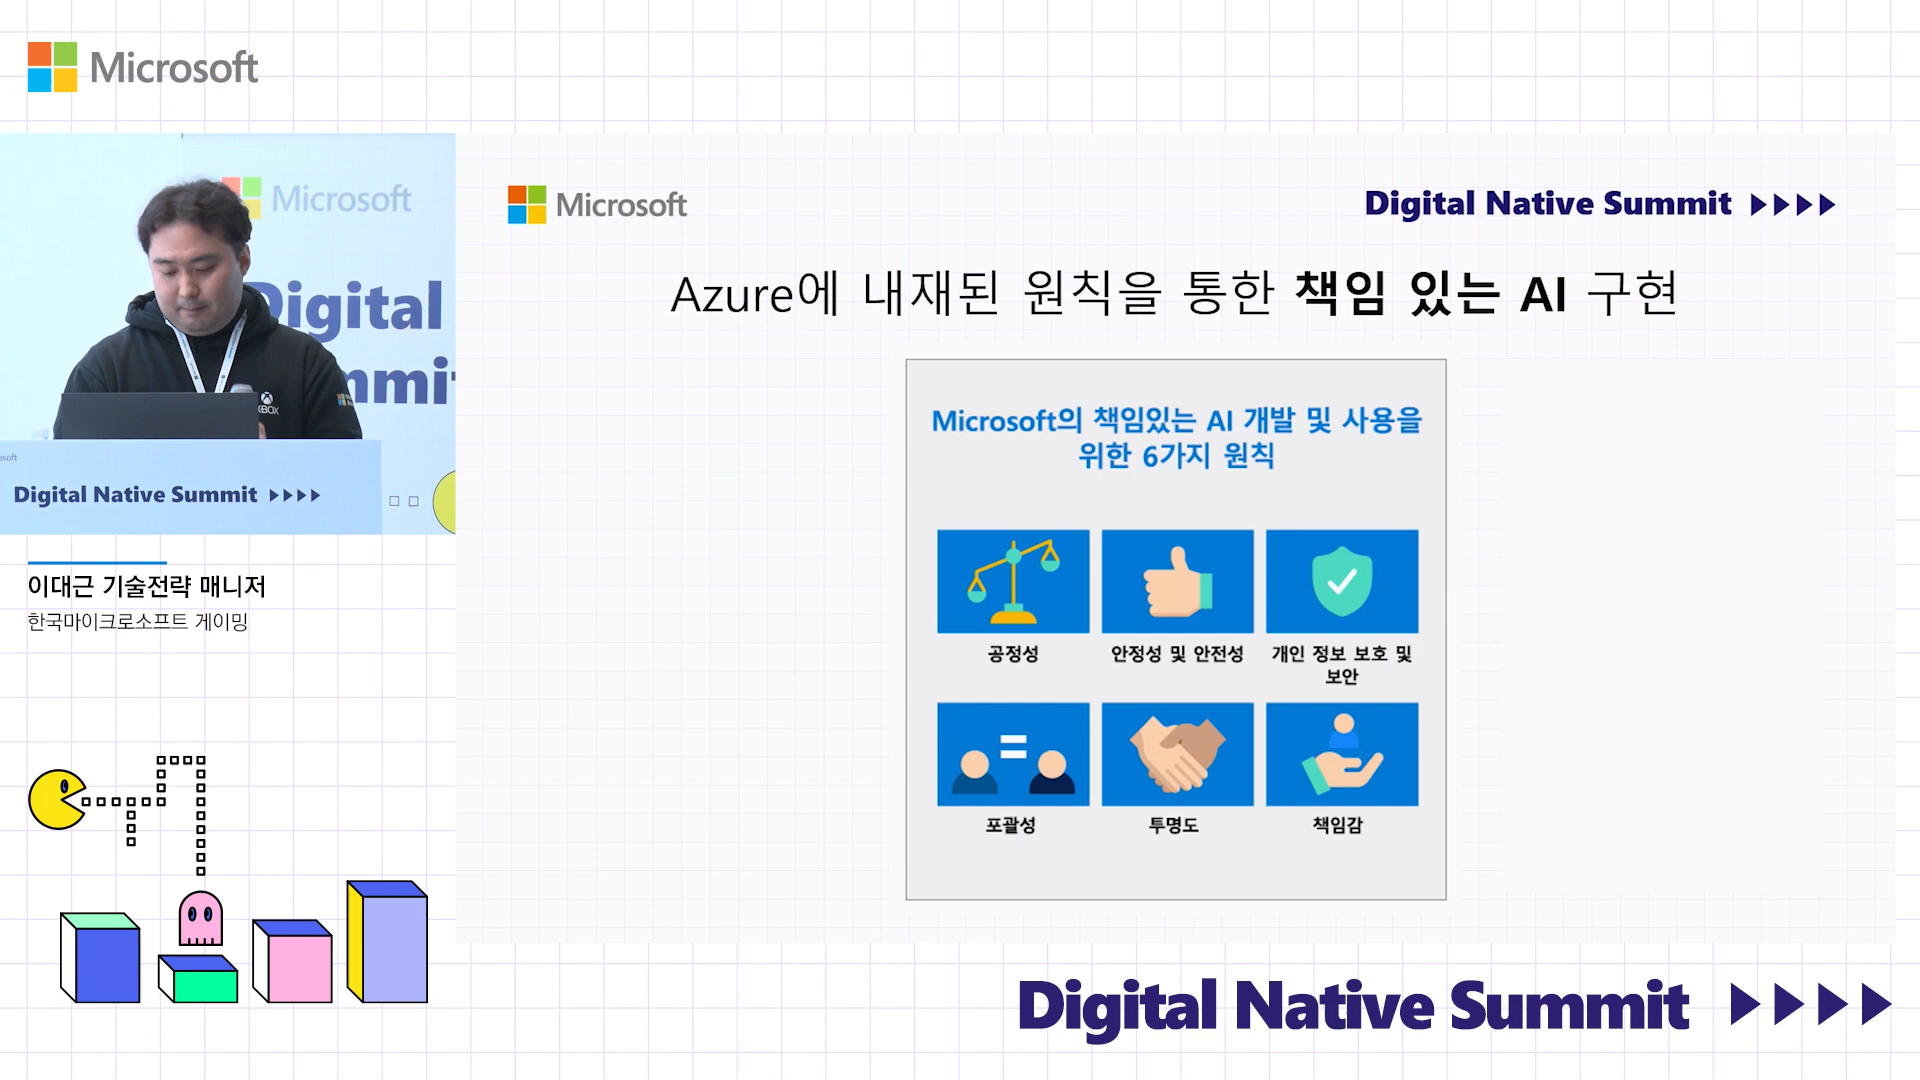 Microsoft
Microsoft
Digital
Summit
Digital Native Summit
XBOX
이대근 기술전략 매니저
한국마이크로소프트 게이밍
Microsoft
Digital Native Summit
Azure에 내재된 원칙을 통한 책임 있는 AI 구현
Microsoft의 책임있는 AI 개발 및 사용을
위한 6가지 원칙
공정성
안정성 및 안전성
개인 정보 보호 및
보안
포괄성
투명도
책임감
Digital Native Summit